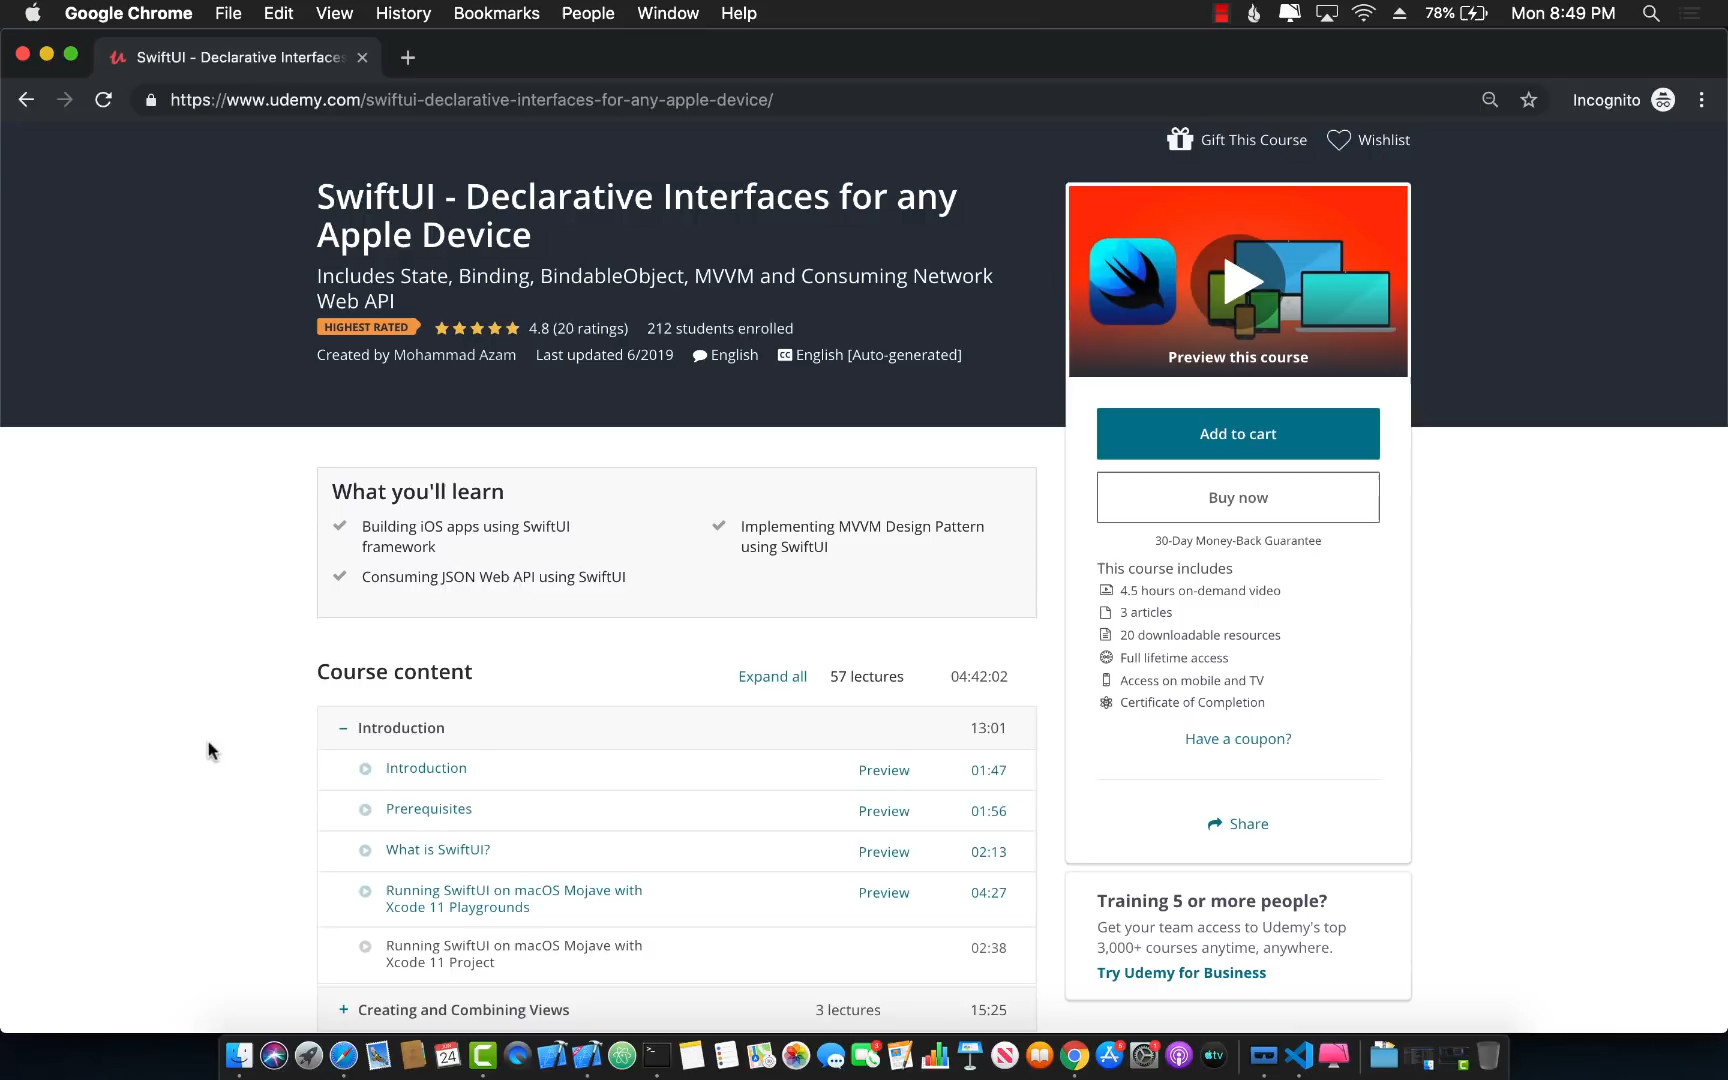 Google Chrome File Edit View History Bookmarks People Window Help 78% Mon 8:49 PM
SwiftUI - Declarative Interfaces
https://www.udemy.com/swiftui-declarative-interfaces-for-any-apple-device/ Incognito
Gift This Course Wishlist
SwiftUI - Declarative Interfaces for any
Apple Device
Includes State, Binding, BindableObject, MVVM and Consuming Network
Web API
HIGHEST RATED 4.8 (20 ratings) 212 students enrolled
Created by Mohammad Azam Last updated 6/2019 English CC English [Auto-generated]
Preview this course
Add to cart
Buy now
30-Day Money-Back Guarantee
This course includes
4.5 hours on-demand video
3 articles
20 downloadable resources
Full lifetime access
Access on mobile and TV
Certificate of Completion
Have a coupon?
Share
Training 5 or more people?
Get your team access to Udemy's top
3,000+ courses anytime, anywhere.
Try Udemy for Business
What you'll learn
Building iOS apps using SwiftUI
framework
Consuming JSON Web API using SwiftUI
Implementing MVVM Design Pattern
using SwiftUI
Course content Expand all 57 lectures 04:42:02
– Introduction 13:01
Introduction Preview 01:47
Prerequisites Preview 01:56
What is SwiftUI? Preview 02:13
Running SwiftUI on macOS Mojave with
Xcode 11 Playgrounds Preview 04:27
Running SwiftUI on macOS Mojave with
Xcode 11 Project 02:38
+ Creating and Combining Views 3 lectures 15:25
24
tv